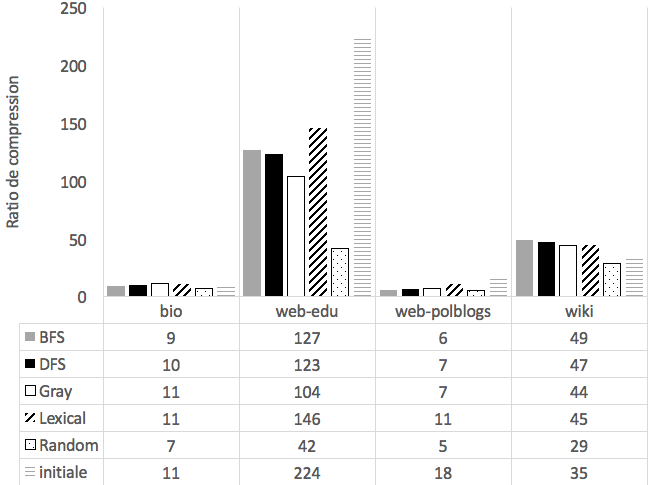 250
200
150
100
50
0
Ratio de compression
bio web-edu web-polblogs wiki
BFS 9 127 6 49
DFS 10 123 7 47
Gray 11 104 7 44
Lexical 11 146 11 45
Random 7 42 5 29
initiale 11 224 18 35